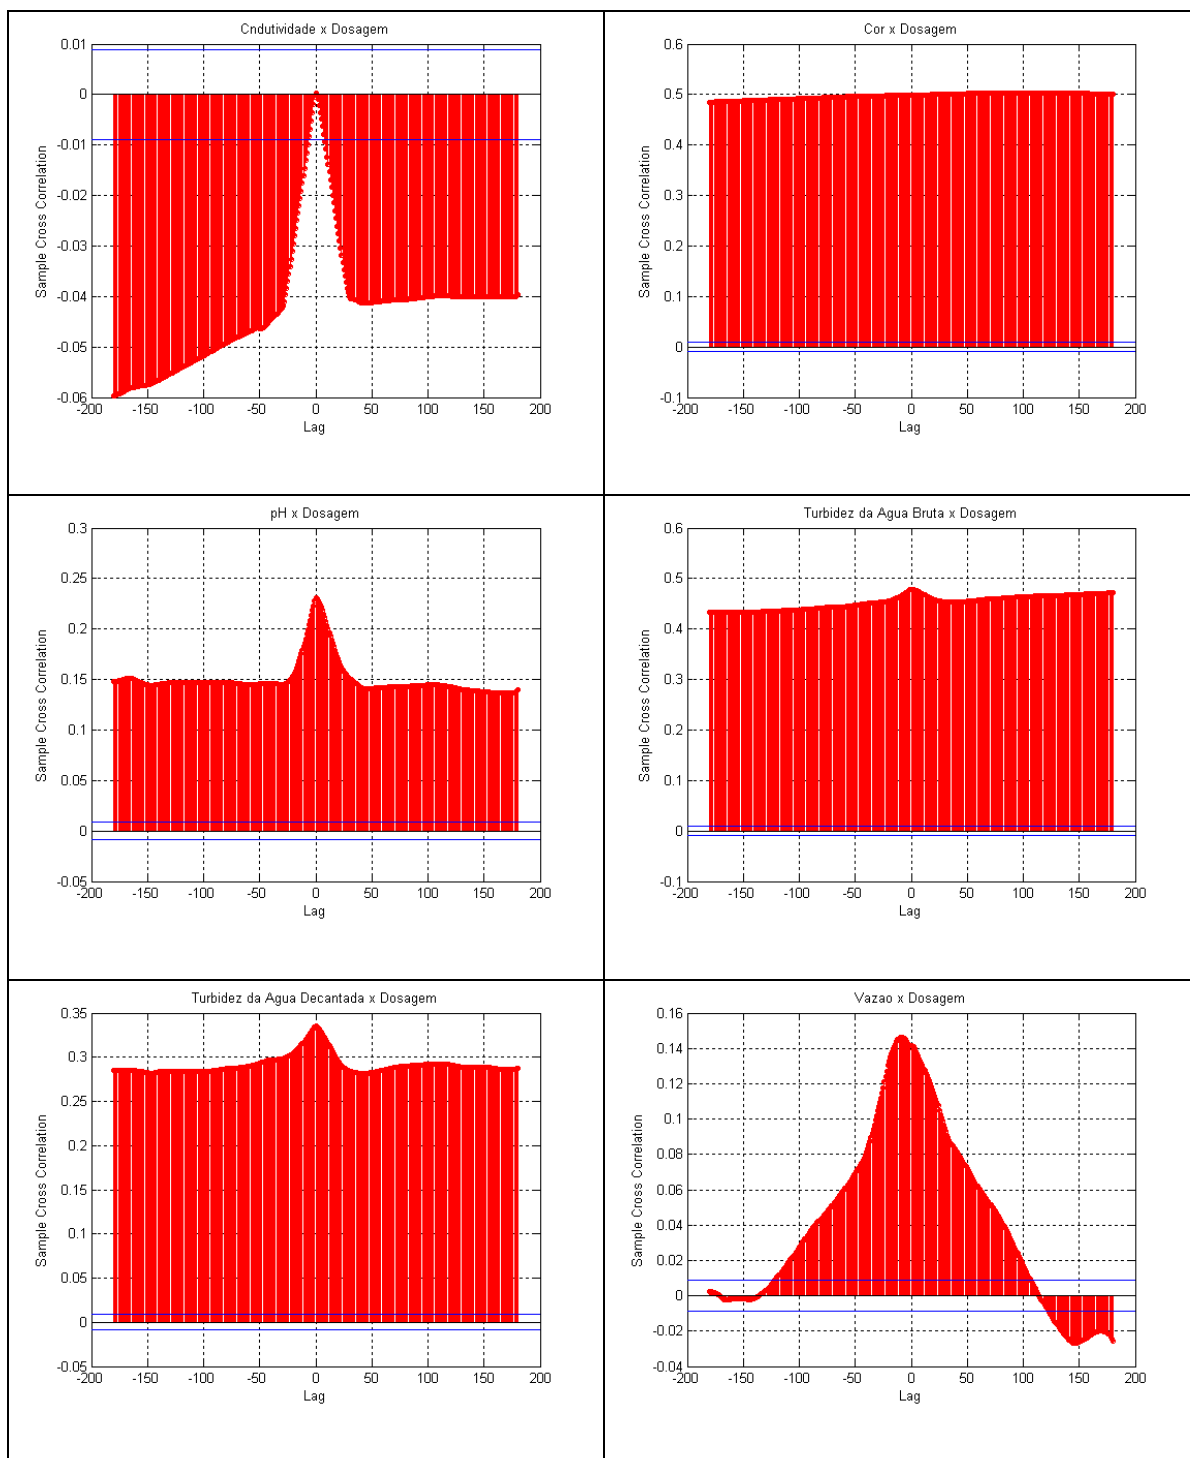 Cndutividade x Dosagem
0.01
0
-0.01
-0.02
-0.03
-0.04
-0.05
-0.06
Sample Cross Correlation
-200 -150 -100 -50 0 50 100 150 200
Lag
Cor x Dosagem
0.6
0.5
0.4
0.3
0.2
0.1
0
-0.1
Sample Cross Correlation
-200 -150 -100 -50 0 50 100 150 200
Lag
pH x Dosagem
0.3
0.25
0.2
0.15
0.1
0.05
0
-0.05
Sample Cross Correlation
-200 -150 -100 -50 0 50 100 150 200
Lag
Turbidez da Agua Bruta x Dosagem
0.6
0.5
0.4
0.3
0.2
0.1
0
-0.1
Sample Cross Correlation
-200 -150 -100 -50 0 50 100 150 200
Lag
Turbidez da Agua Decantada x Dosagem
0.35
0.3
0.25
0.2
0.15
0.1
0.05
0
-0.05
Sample Cross Correlation
-200 -150 -100 -50 0 50 100 150 200
Lag
Vazao x Dosagem
0.16
0.14
0.12
0.1
0.08
0.06
0.04
0.02
0
-0.02
-0.04
Sample Cross Correlation
-200 -150 -100 -50 0 50 100 150 200
Lag